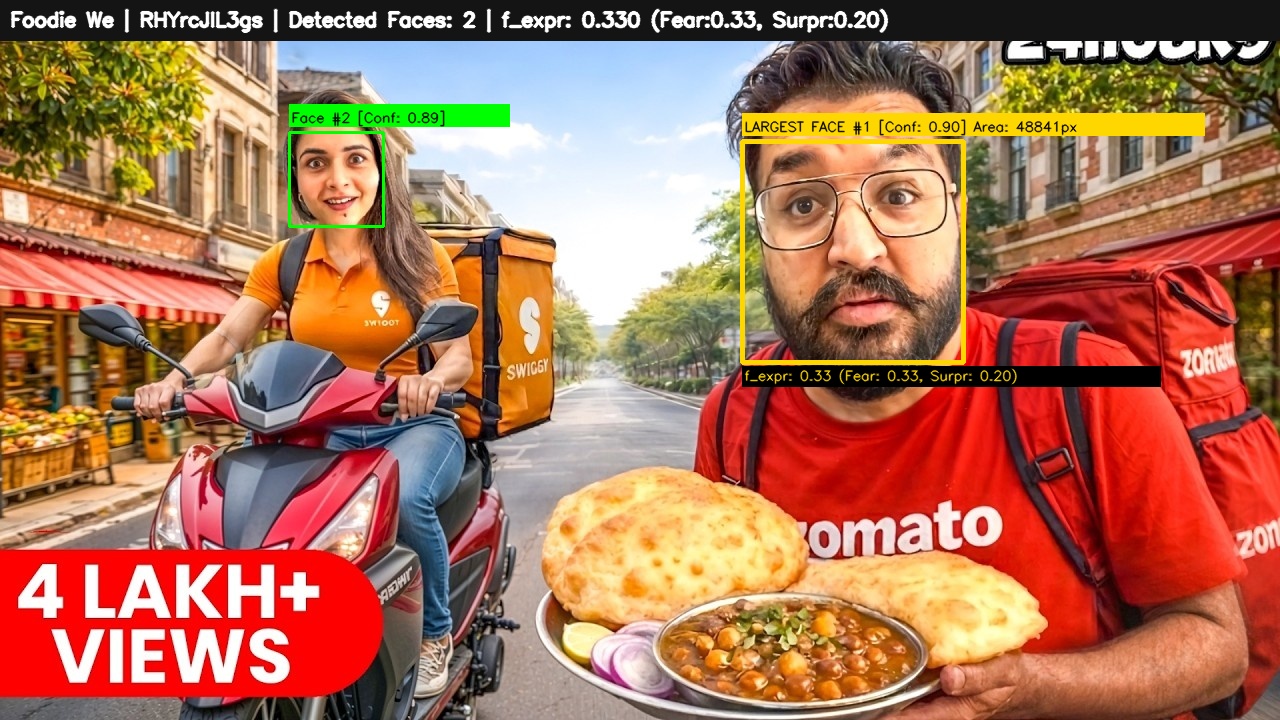 Foodie We | RHYrcJIL3gs | Detected Faces: 2 | f_expr: 0.330 (Fear:0.33, Surpr:0.20)
24HOURS
Face #2 [Conf: 0.89]
LARGEST FACE #1 [Conf: 0.90] Area: 48841px
SWIGGY
zomato
f_expr: 0.33 (Fear: 0.33, Surpr: 0.20)
zomato
4 LAKH+
VIEWS